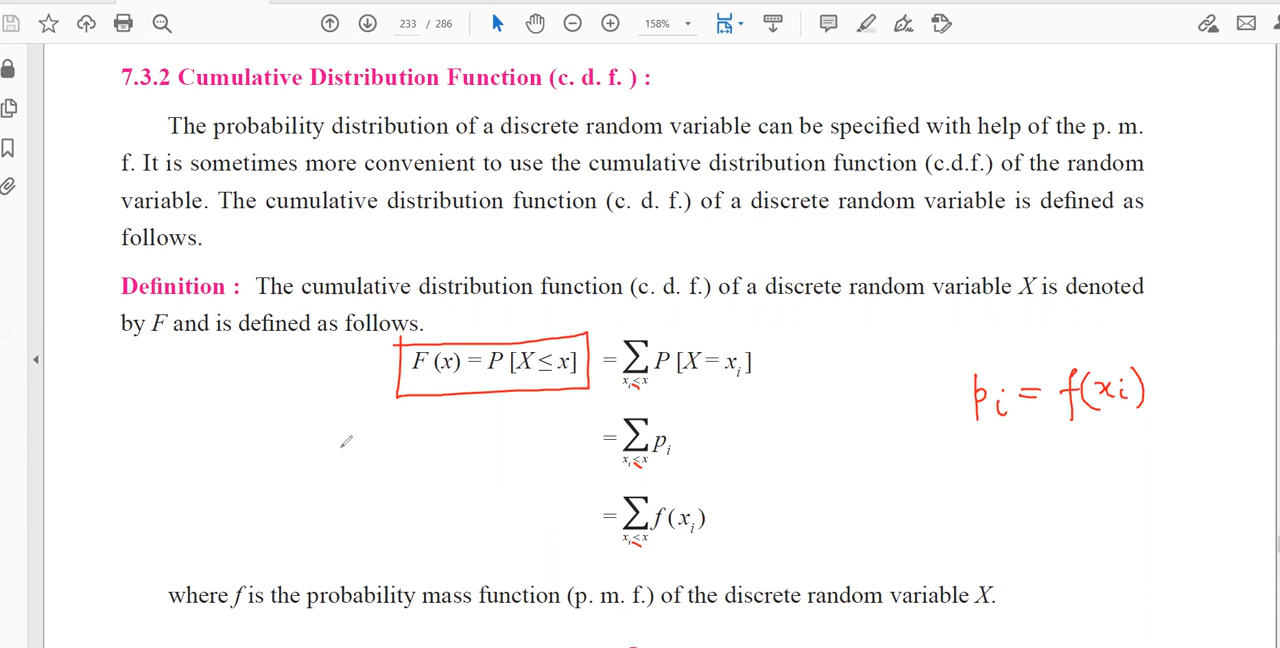 233 / 286
158%
7.3.2 Cumulative Distribution Function (c. d. f. ) :
The probability distribution of a discrete random variable can be specified with help of the p. m.
f. It is sometimes more convenient to use the cumulative distribution function (c.d.f.) of the random
variable. The cumulative distribution function (c. d. f.) of a discrete random variable is defined as
follows.
Definition : The cumulative distribution function (c. d. f.) of a discrete random variable X is denoted
by F and is defined as follows.
F (x) = P [X ≤ x] = ∑ P [X = xᵢ]
xᵢ≤x
pᵢ = f(xᵢ)
= ∑ pᵢ
xᵢ≤x
= ∑ f (xᵢ)
xᵢ≤x
where f is the probability mass function (p. m. f.) of the discrete random variable X.